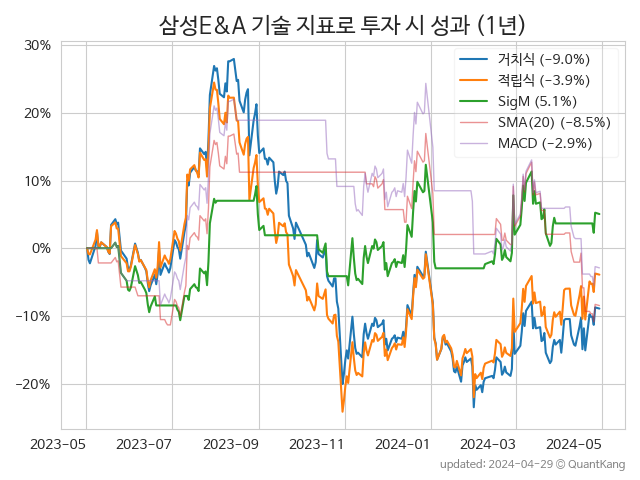 삼성E&A 기술 지표로 투자 시 성과 (1년)
30%
20%
10%
0%
−10%
−20%
거치식 (−9.0%)
적립식 (−3.9%)
SigM (5.1%)
SMA(20) (−8.5%)
MACD (−2.9%)
2023-05
2023-07
2023-09
2023-11
2024-01
2024-03
2024-05
updated: 2024-04-29 © QuantKang